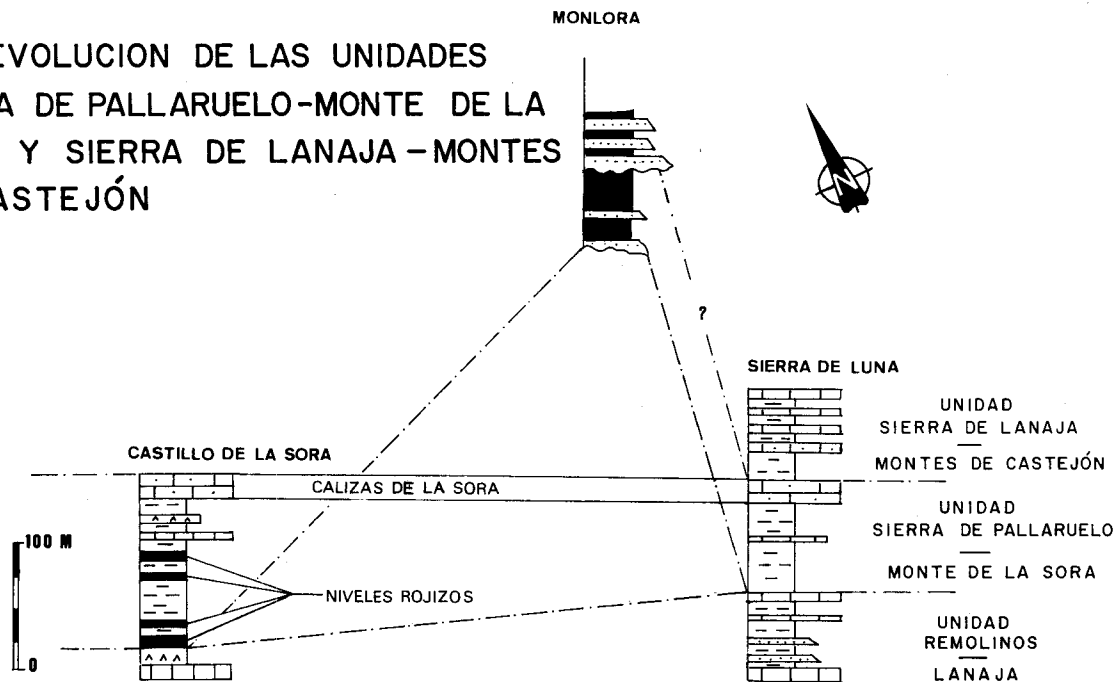 MONLORA
EVOLUCION DE LAS UNIDADES
A DE PALLARUELO-MONTE DE LA
Y SIERRA DE LANAJA-MONTES
ASTEJÓN
N
?
SIERRA DE LUNA
UNIDAD
SIERRA DE LANAJA
—
MONTES DE CASTEJÓN
CASTILLO DE LA SORA
CALIZAS DE LA SORA
UNIDAD
SIERRA DE PALLARUELO
—
MONTE DE LA SORA
100 M
NIVELES ROJIZOS
UNIDAD
REMOLINOS
—
LANAJA
0